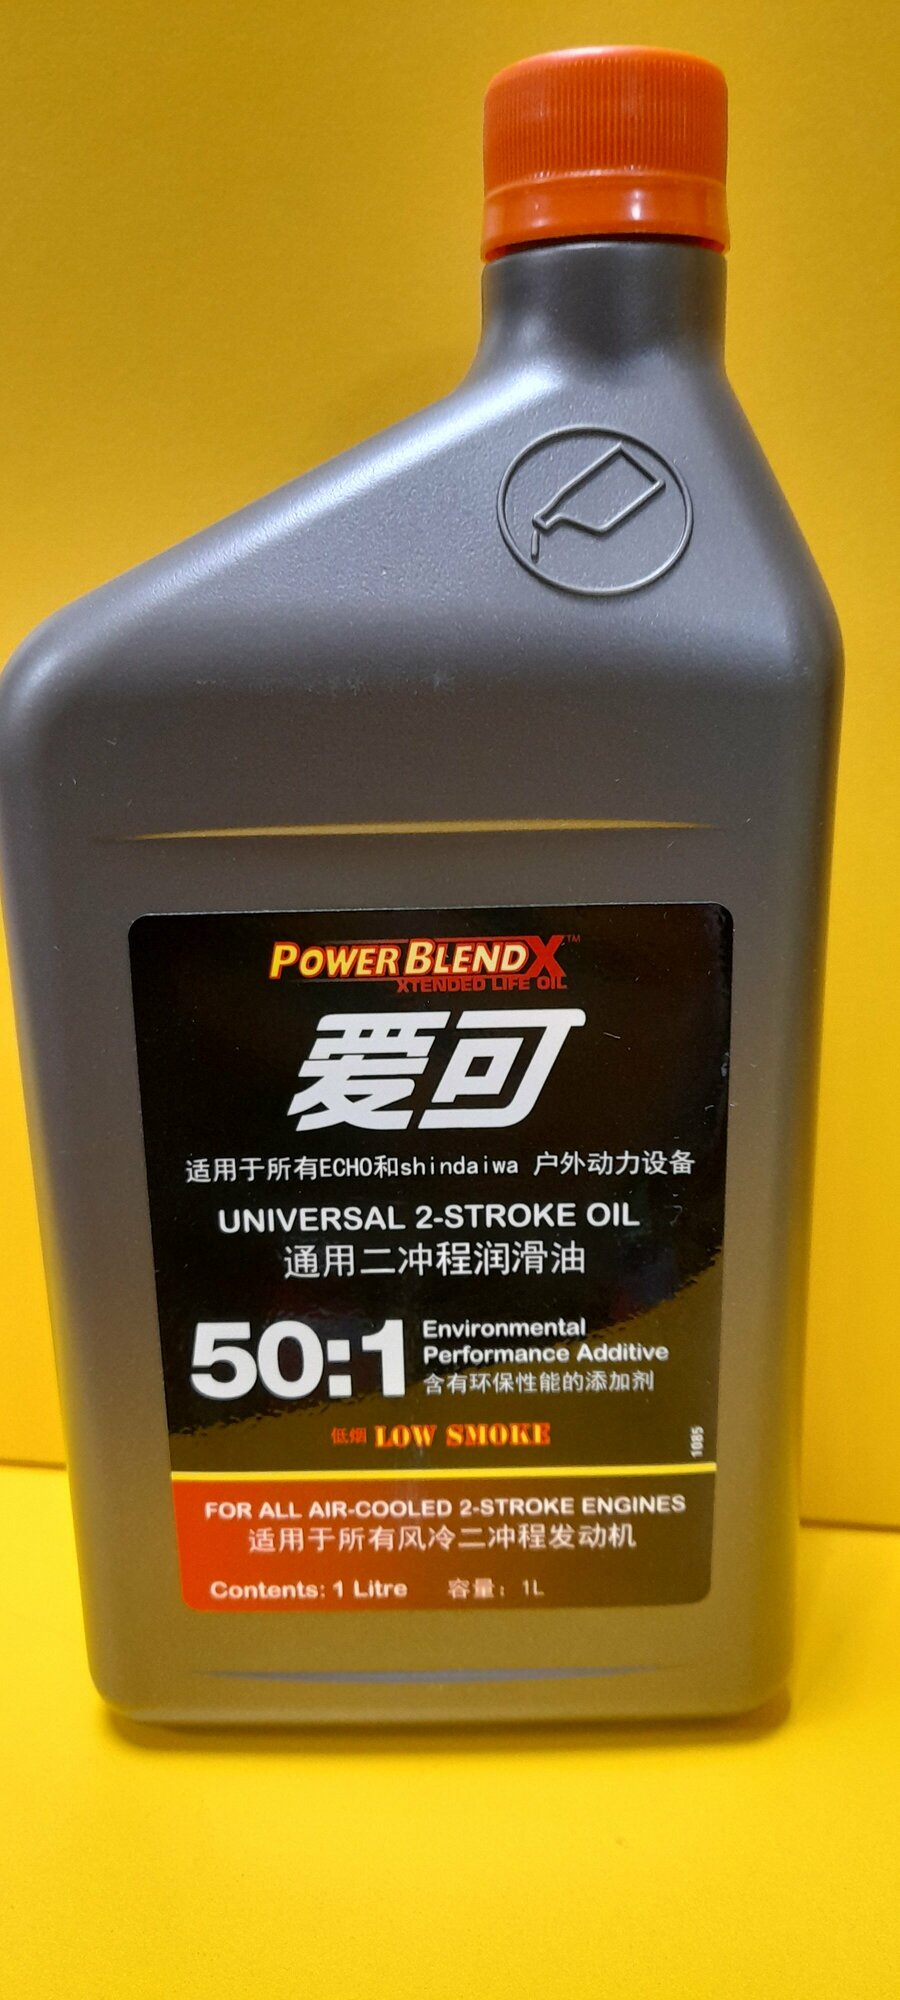 POWER BLEND X™
XTENDED LIFE OIL
爱可
适用于所有ECHO和shindaiwa 户外动力设备
UNIVERSAL 2-STROKE OIL
通用二冲程润滑油
50:1
Environmental
Performance Additive
含有环保性能的添加剂
低烟 LOW SMOKE
1085
FOR ALL AIR-COOLED 2-STROKE ENGINES
适用于所有风冷二冲程发动机
Contents: 1 Litre 容量：1L